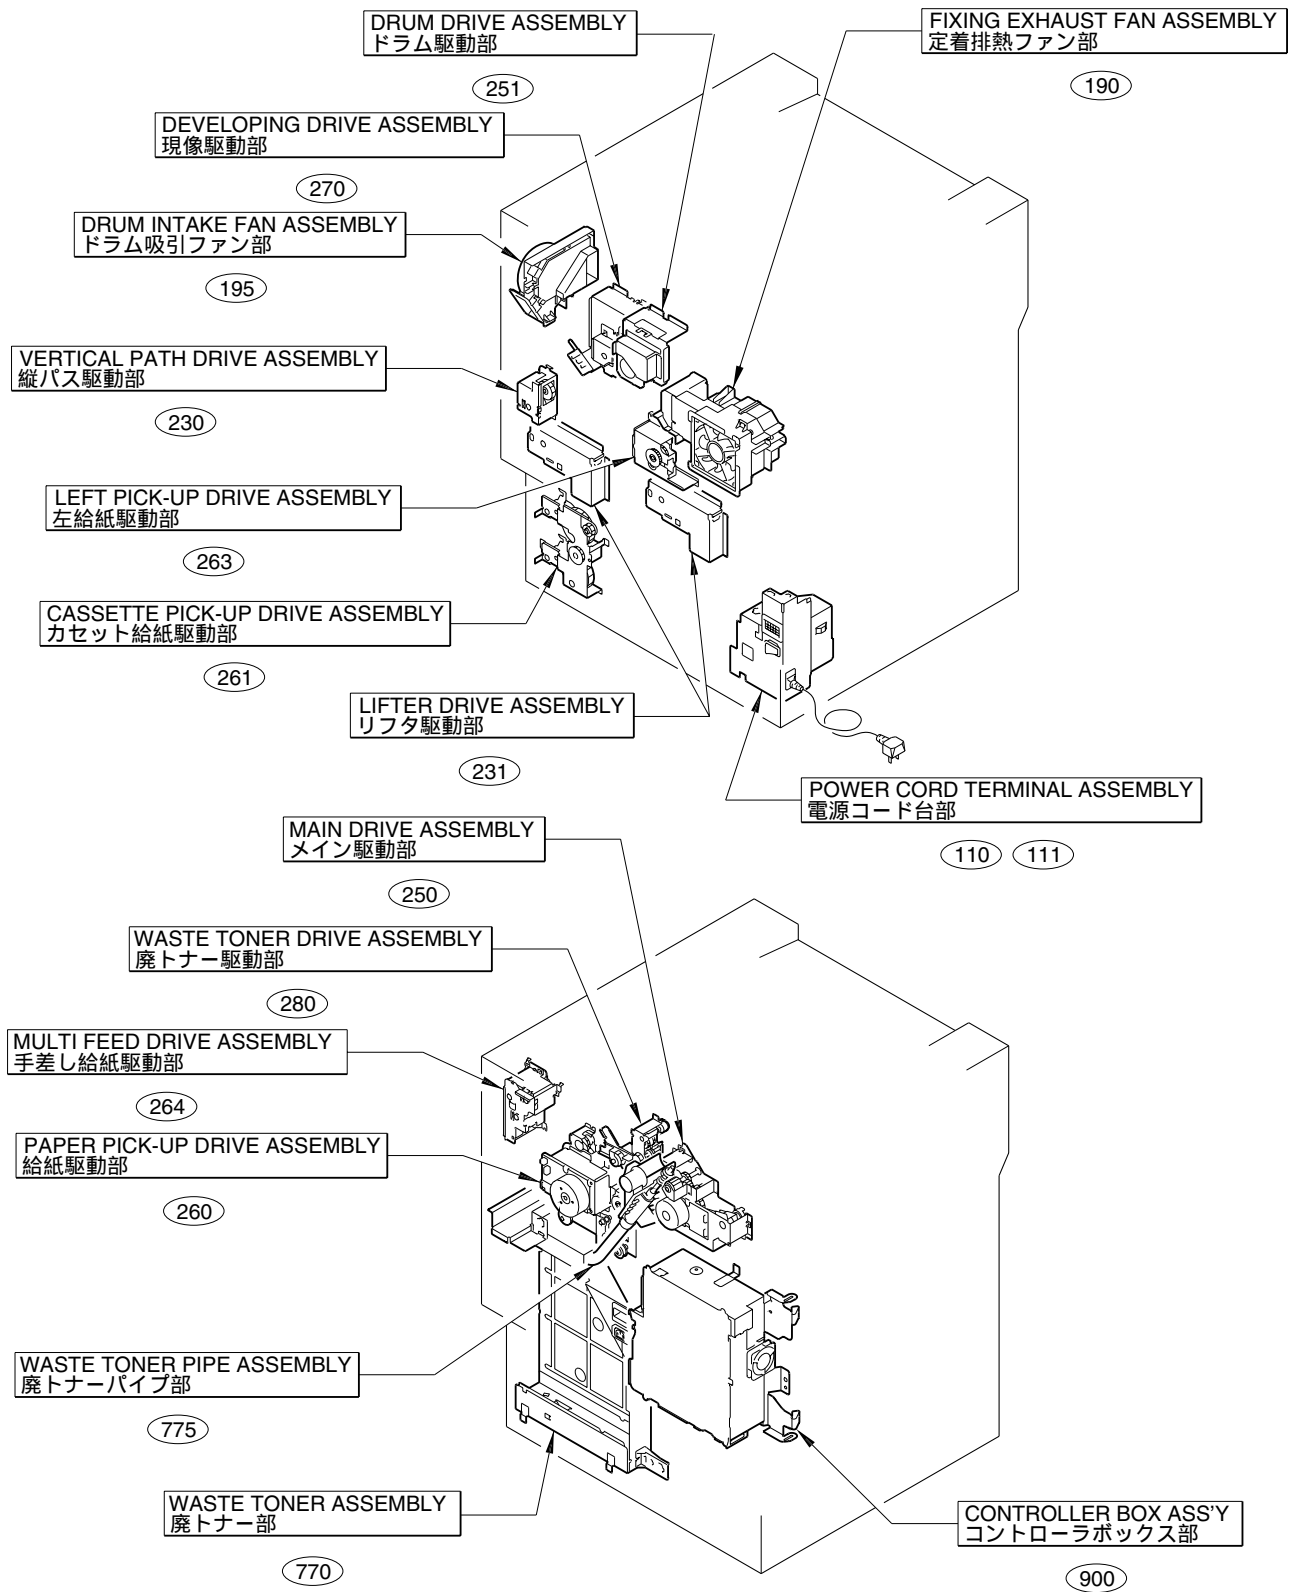 DRUM DRIVE ASSEMBLY
ドラム駆動部
251
FIXING EXHAUST FAN ASSEMBLY
定着排熱ファン部
190
DEVELOPING DRIVE ASSEMBLY
現像駆動部
270
DRUM INTAKE FAN ASSEMBLY
ドラム吸引ファン部
195
VERTICAL PATH DRIVE ASSEMBLY
縦パス駆動部
230
LEFT PICK-UP DRIVE ASSEMBLY
左給紙駆動部
263
CASSETTE PICK-UP DRIVE ASSEMBLY
カセット給紙駆動部
261
LIFTER DRIVE ASSEMBLY
リフタ駆動部
231
POWER CORD TERMINAL ASSEMBLY
電源コード台部
110 111
MAIN DRIVE ASSEMBLY
メイン駆動部
250
WASTE TONER DRIVE ASSEMBLY
廃トナー駆動部
280
MULTI FEED DRIVE ASSEMBLY
手差し給紙駆動部
264
PAPER PICK-UP DRIVE ASSEMBLY
給紙駆動部
260
WASTE TONER PIPE ASSEMBLY
廃トナーパイプ部
775
WASTE TONER ASSEMBLY
廃トナー部
770
CONTROLLER BOX ASS'Y
コントローラボックス部
900